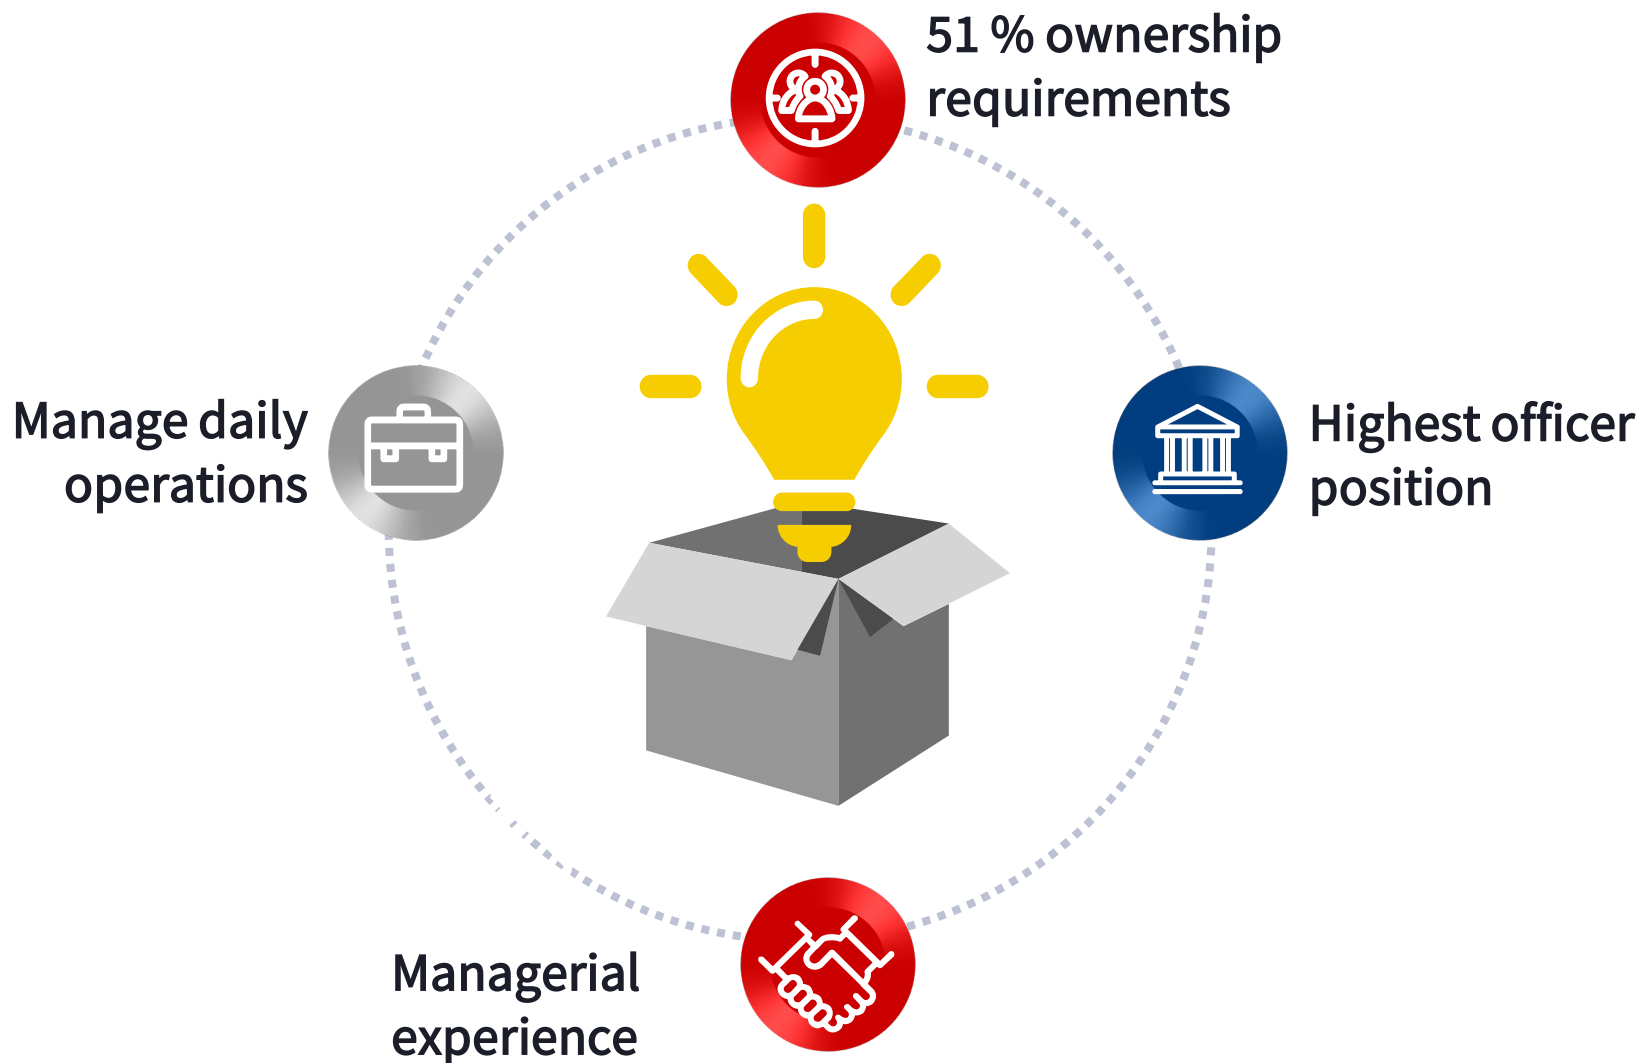 51 % ownership
requirements
Manage daily
operations
Highest officer
position
Managerial
experience